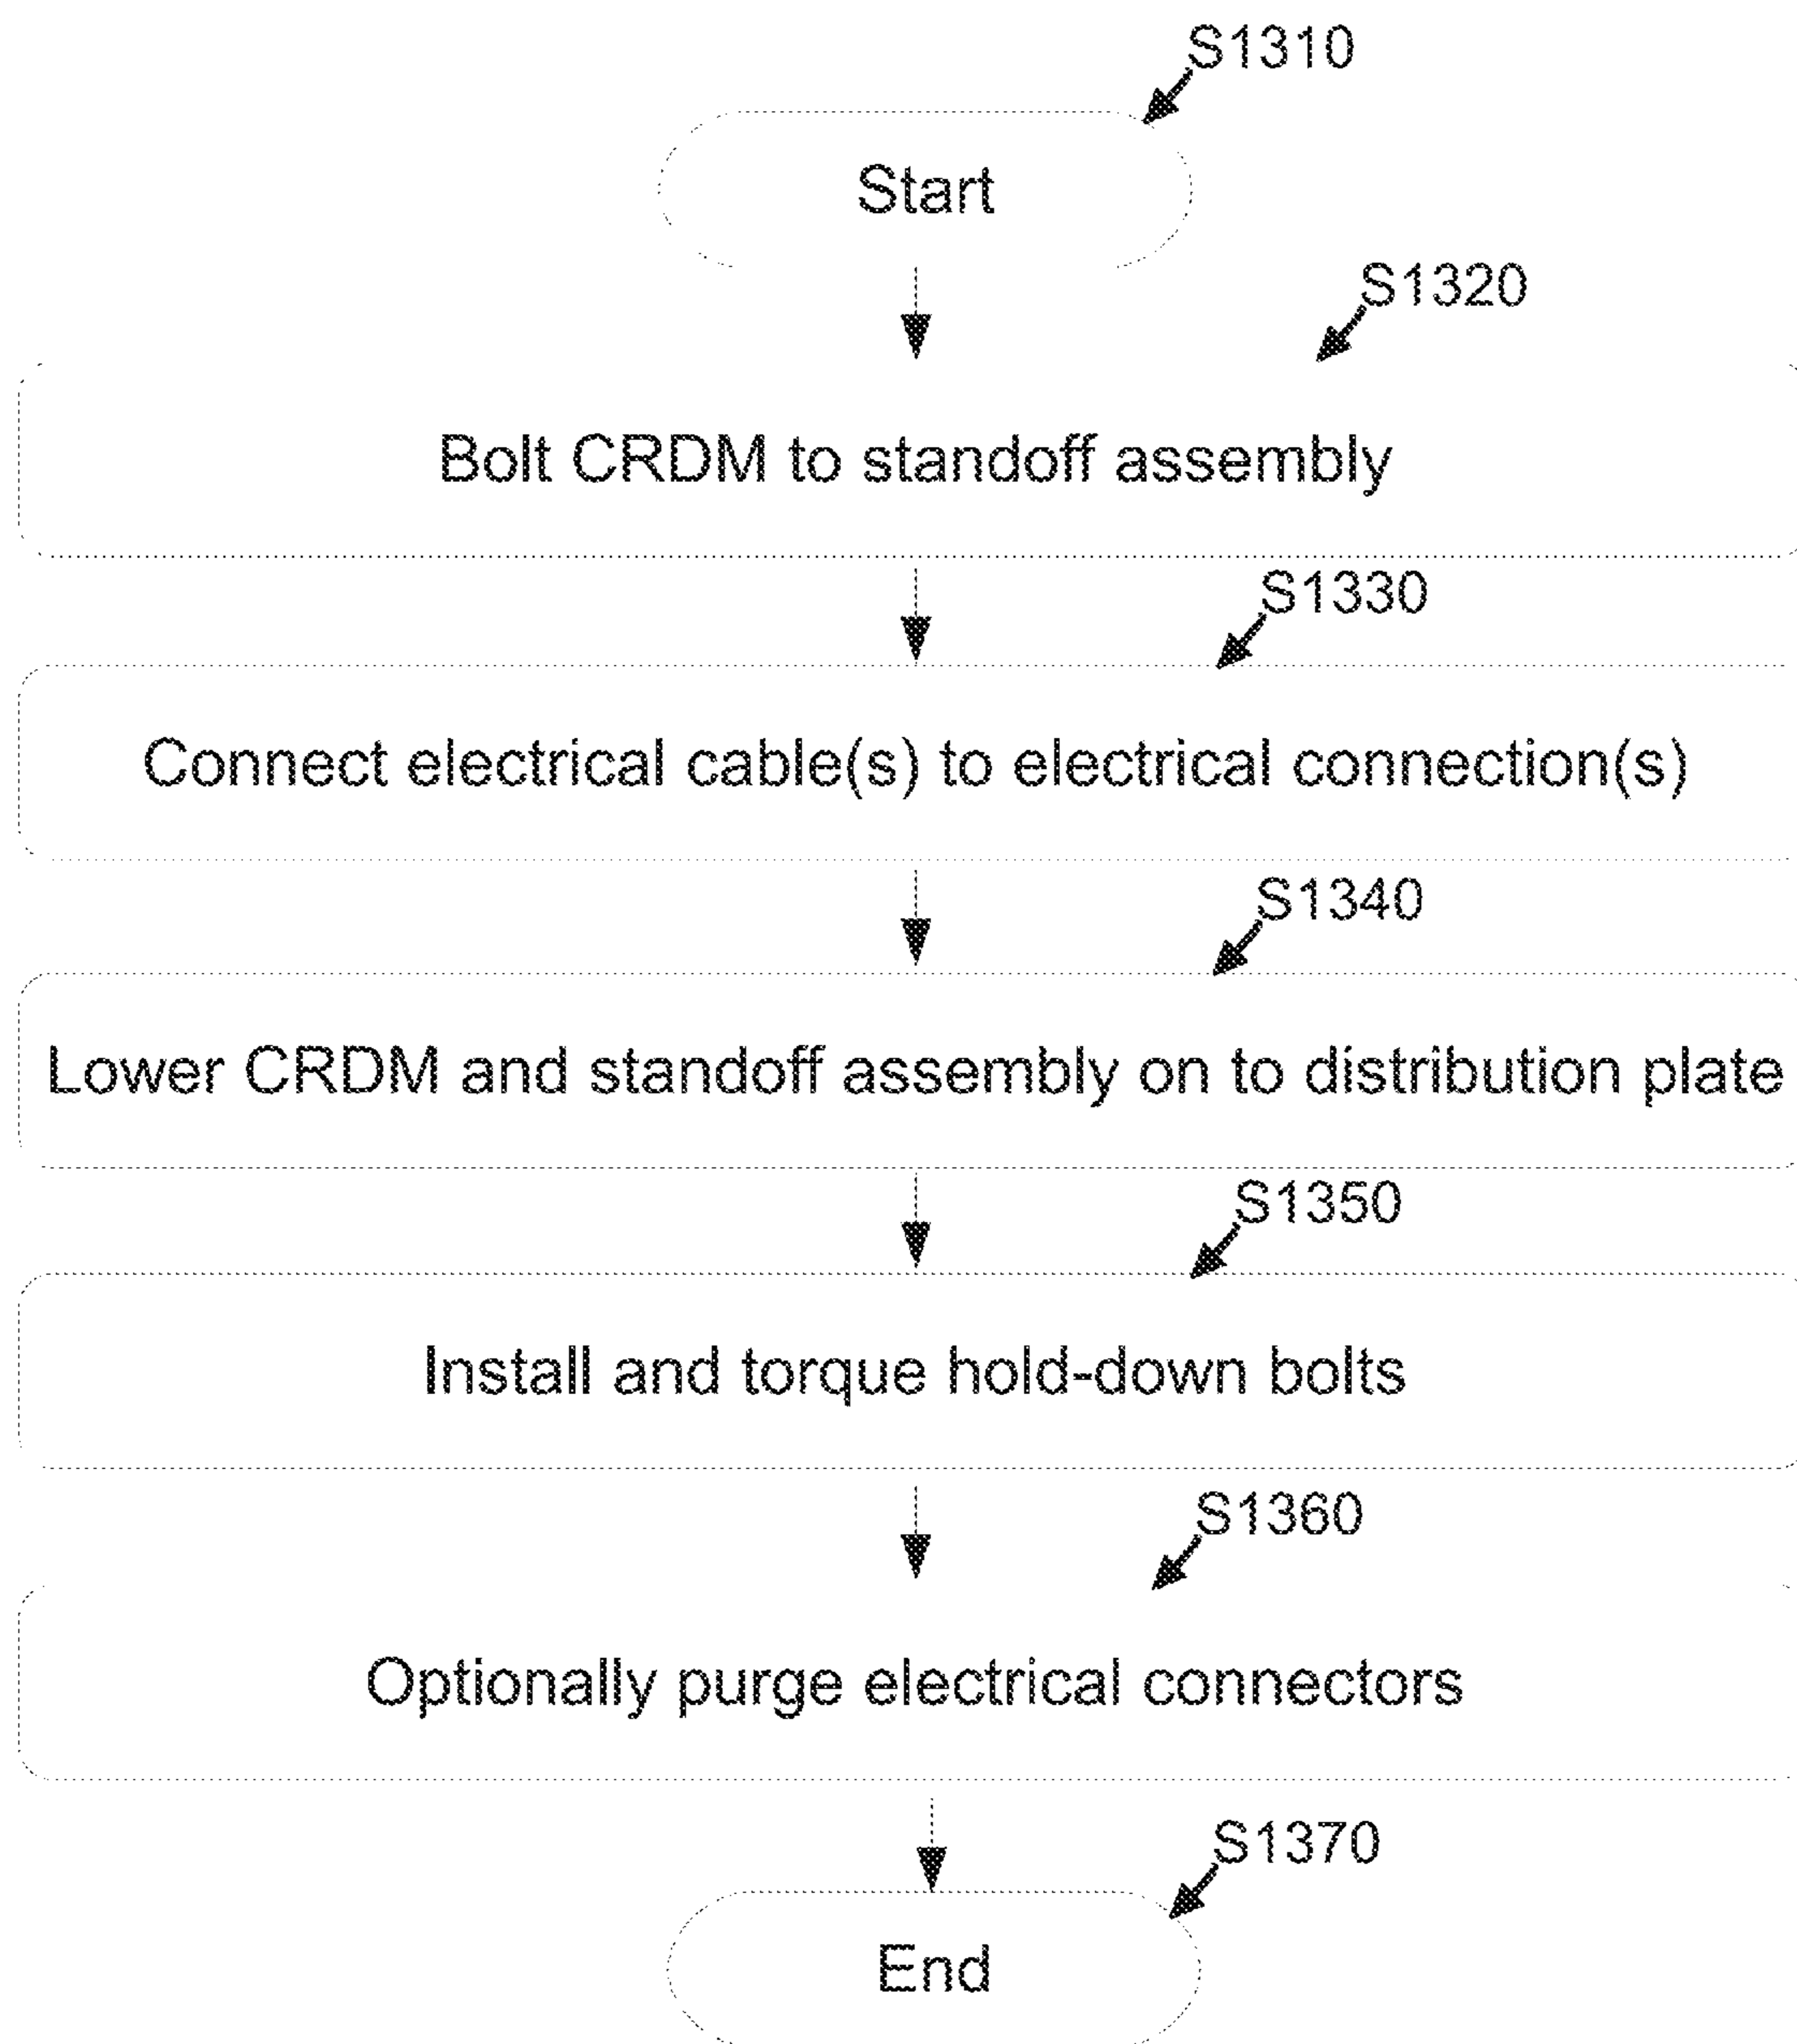 S1310
Start
S1320
Bolt CRDM to standoff assembly
S1330
Connect electrical cable(s) to electrical connection(s)
S1340
Lower CRDM and standoff assembly on to distribution plate
S1350
Install and torque hold-down bolts
S1360
Optionally purge electrical connectors
S1370
End